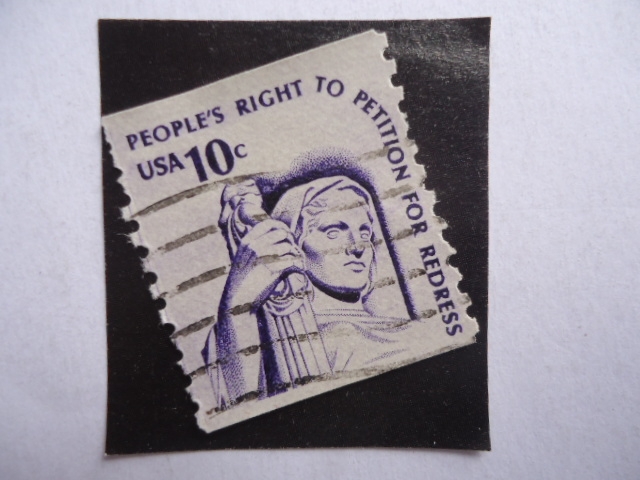 PEOPLE'S RIGHT TO PETITION FOR REDRESS
USA 10c